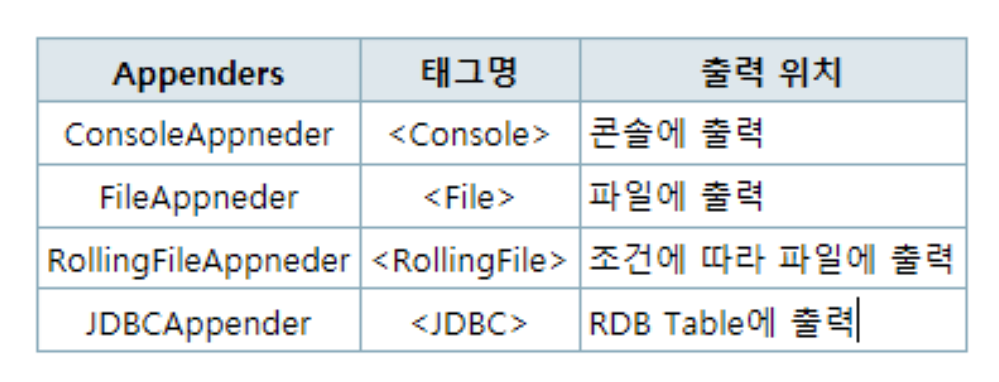 Appenders 태그명 출력 위치
ConsoleAppneder <Console> 콘솔에 출력
FileAppneder <File> 파일에 출력
RollingFileAppneder <RollingFile> 조건에 따라 파일에 출력
JDBCAppender <JDBC> RDB Table에 출력